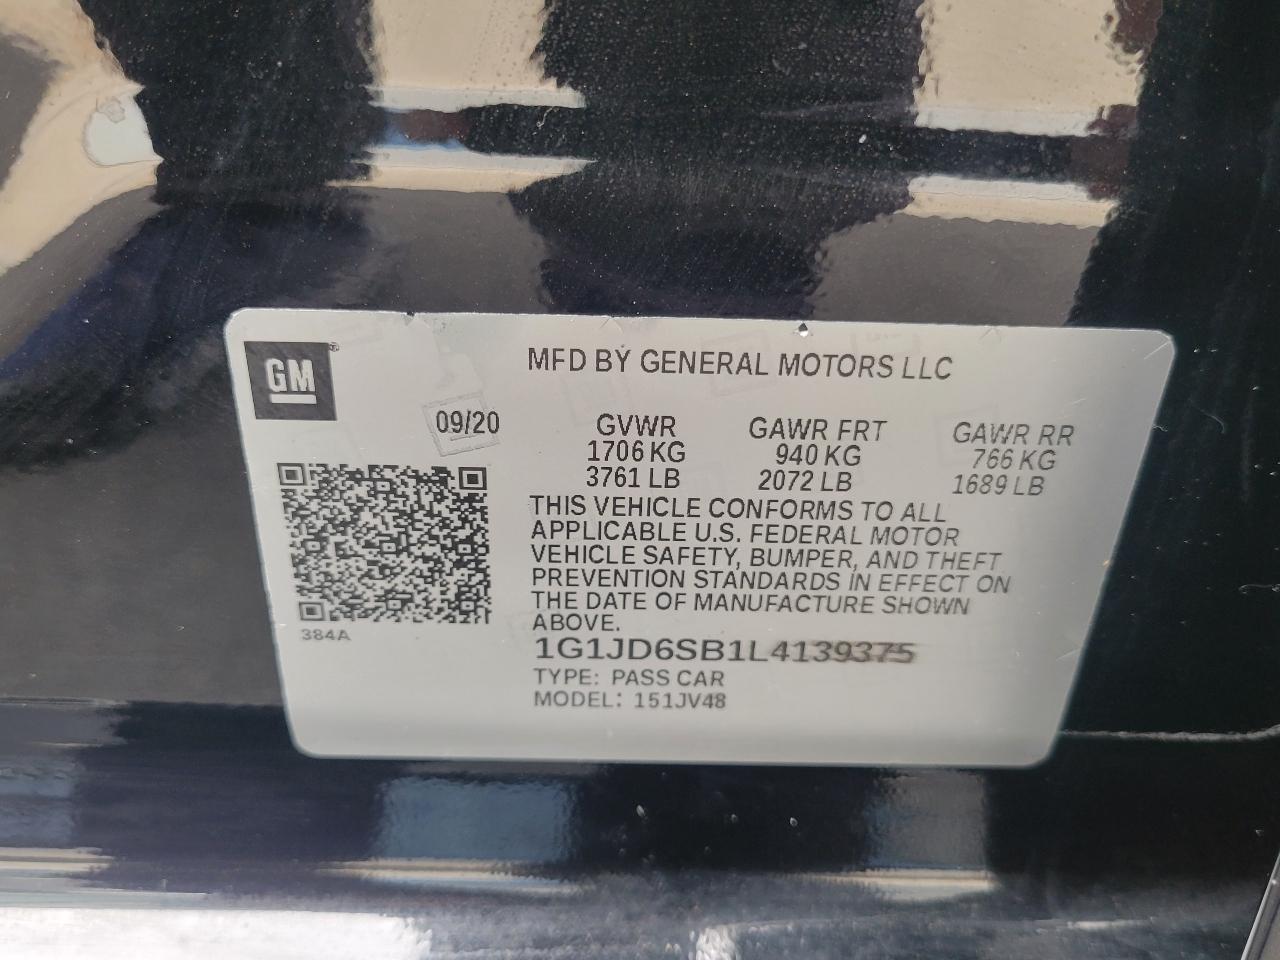 GM
MFD BY GENERAL MOTORS LLC
09/20
GVWR GAWR FRT GAWR RR
1706 KG 940 KG 766 KG
3761 LB 2072 LB 1689 LB
THIS VEHICLE CONFORMS TO ALL
APPLICABLE U.S. FEDERAL MOTOR
VEHICLE SAFETY, BUMPER, AND THEFT
PREVENTION STANDARDS IN EFFECT ON
THE DATE OF MANUFACTURE SHOWN
ABOVE.
384A
1G1JD6SB1L4139375
TYPE: PASS CAR
MODEL: 151JV48